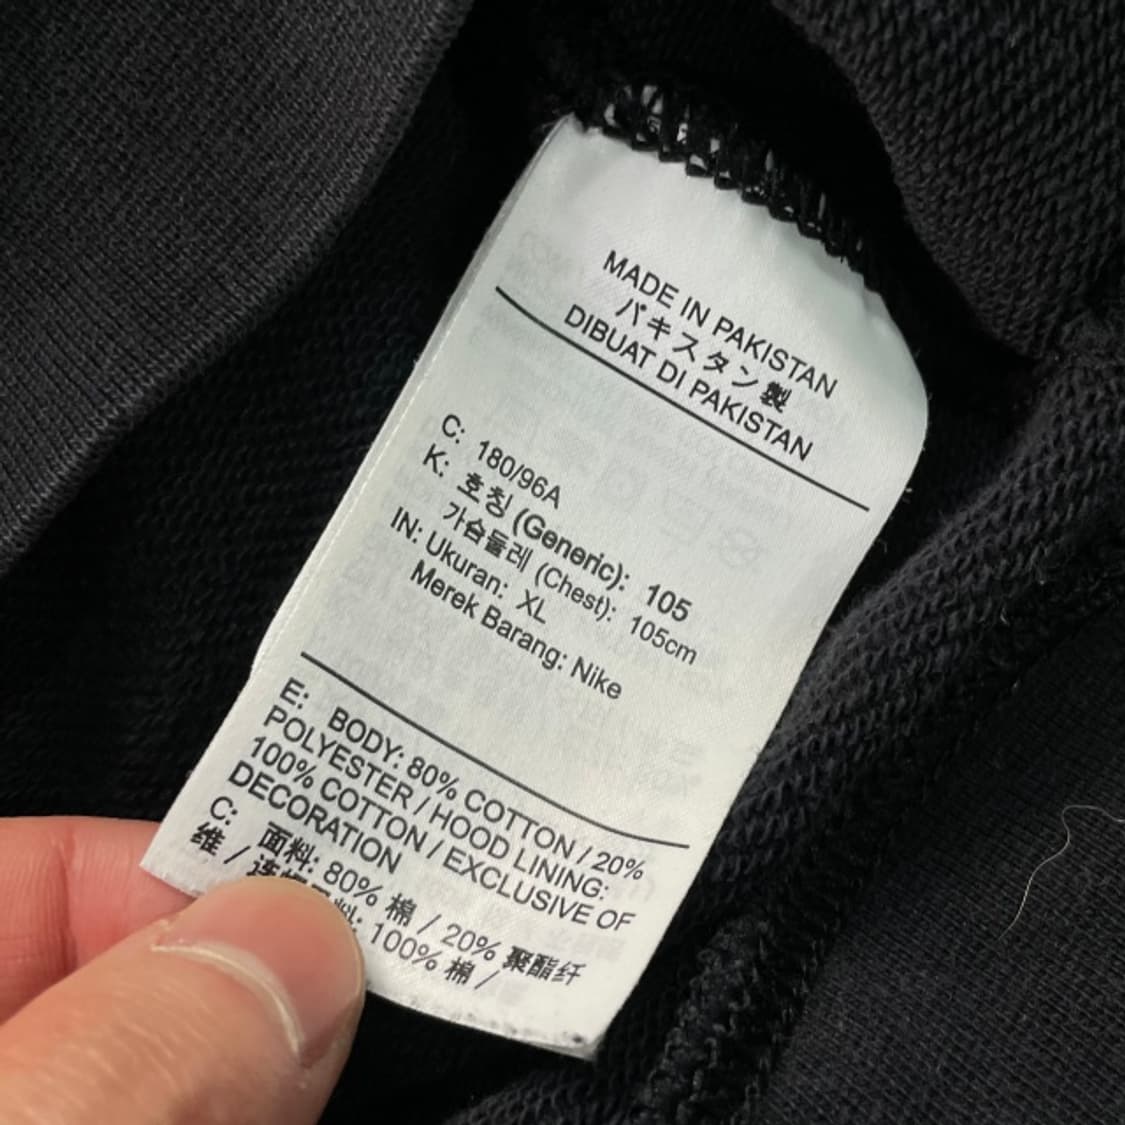 MADE IN PAKISTAN
パキスタン製
DIBUAT DI PAKISTAN
C: 180/96A
K: 호칭 (Generic): 105
가슴둘레 (Chest): 105cm
IN: Ukuran: XL
Merek Barang: Nike
E: BODY: 80% COTTON / 20%
POLYESTER / HOOD LINING:
100% COTTON / EXCLUSIVE OF
DECORATION
C: 面料: 80% 棉 / 20% 聚酯纤
维 / 料: 100% 棉 /